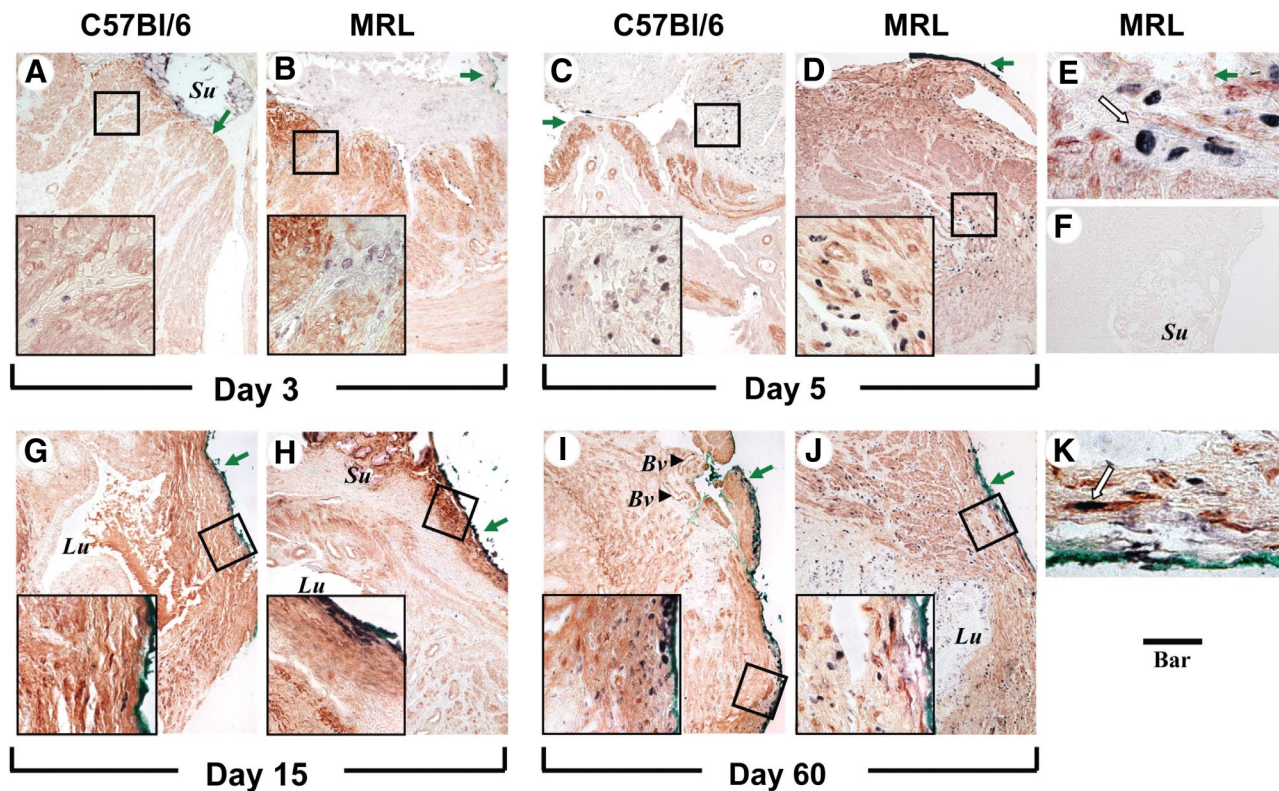 C57Bl/6 MRL C57Bl/6 MRL MRL
A B C D E
Su
F
Su
Day 3 Day 5
G H I J K
Su Bv
Bv
Lu Lu Lu
Bar
Day 15 Day 60